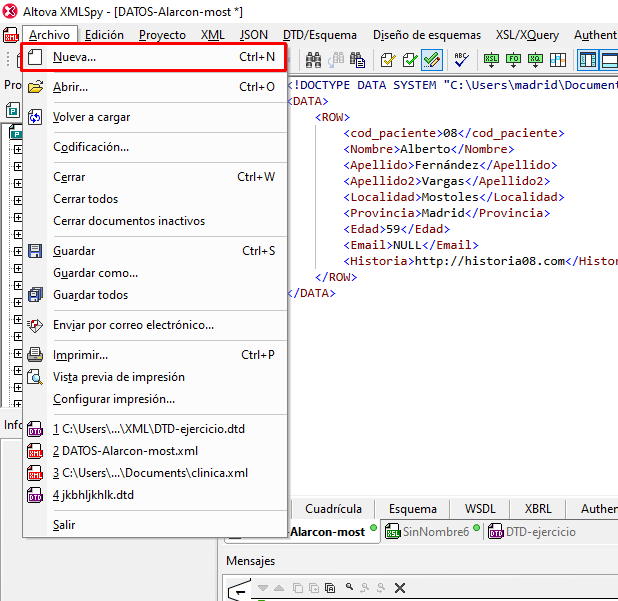 Altova XMLSpy - [DATOS-Alarcon-most *]
Archivo Edición Proyecto XML JSON DTD/Esquema Diseño de esquemas XSL/XQuery Authent
Nueva... Ctrl+N
Abrir... Ctrl+O
Volver a cargar
Codificación...
Cerrar Ctrl+W
Cerrar todos
Cerrar documentos inactivos
Guardar Ctrl+S
Guardar como...
Guardar todos
Enviar por correo electrónico...
Imprimir... Ctrl+P
Vista previa de impresión
Configurar impresión...
1 C:\Users\...\XML\DTD-ejercicio.dtd
2 DATOS-Alarcon-most.xml
3 C:\Users\...\Documents\clinica.xml
4 jkbhljkhlk.dtd
Salir
Pro
Info
<!DOCTYPE DATA SYSTEM "C:\Users\madrid\Document
<DATA>
<ROW>
<cod_paciente>08</cod_paciente>
<Nombre>Alberto</Nombre>
<Apellido>Fernández</Apellido>
<Apellido2>Vargas</Apellido2>
<Localidad>Mostoles</Localidad>
<Provincia>Madrid</Provincia>
<Edad>59</Edad>
<Email>NULL</Email>
<Historia>http://historia08.com</Histor
</ROW>
</DATA>
Cuadrícula Esquema WSDL XBRL Authen
-Alarcon-most SinNombre6 DTD-ejercicio
Mensajes
1